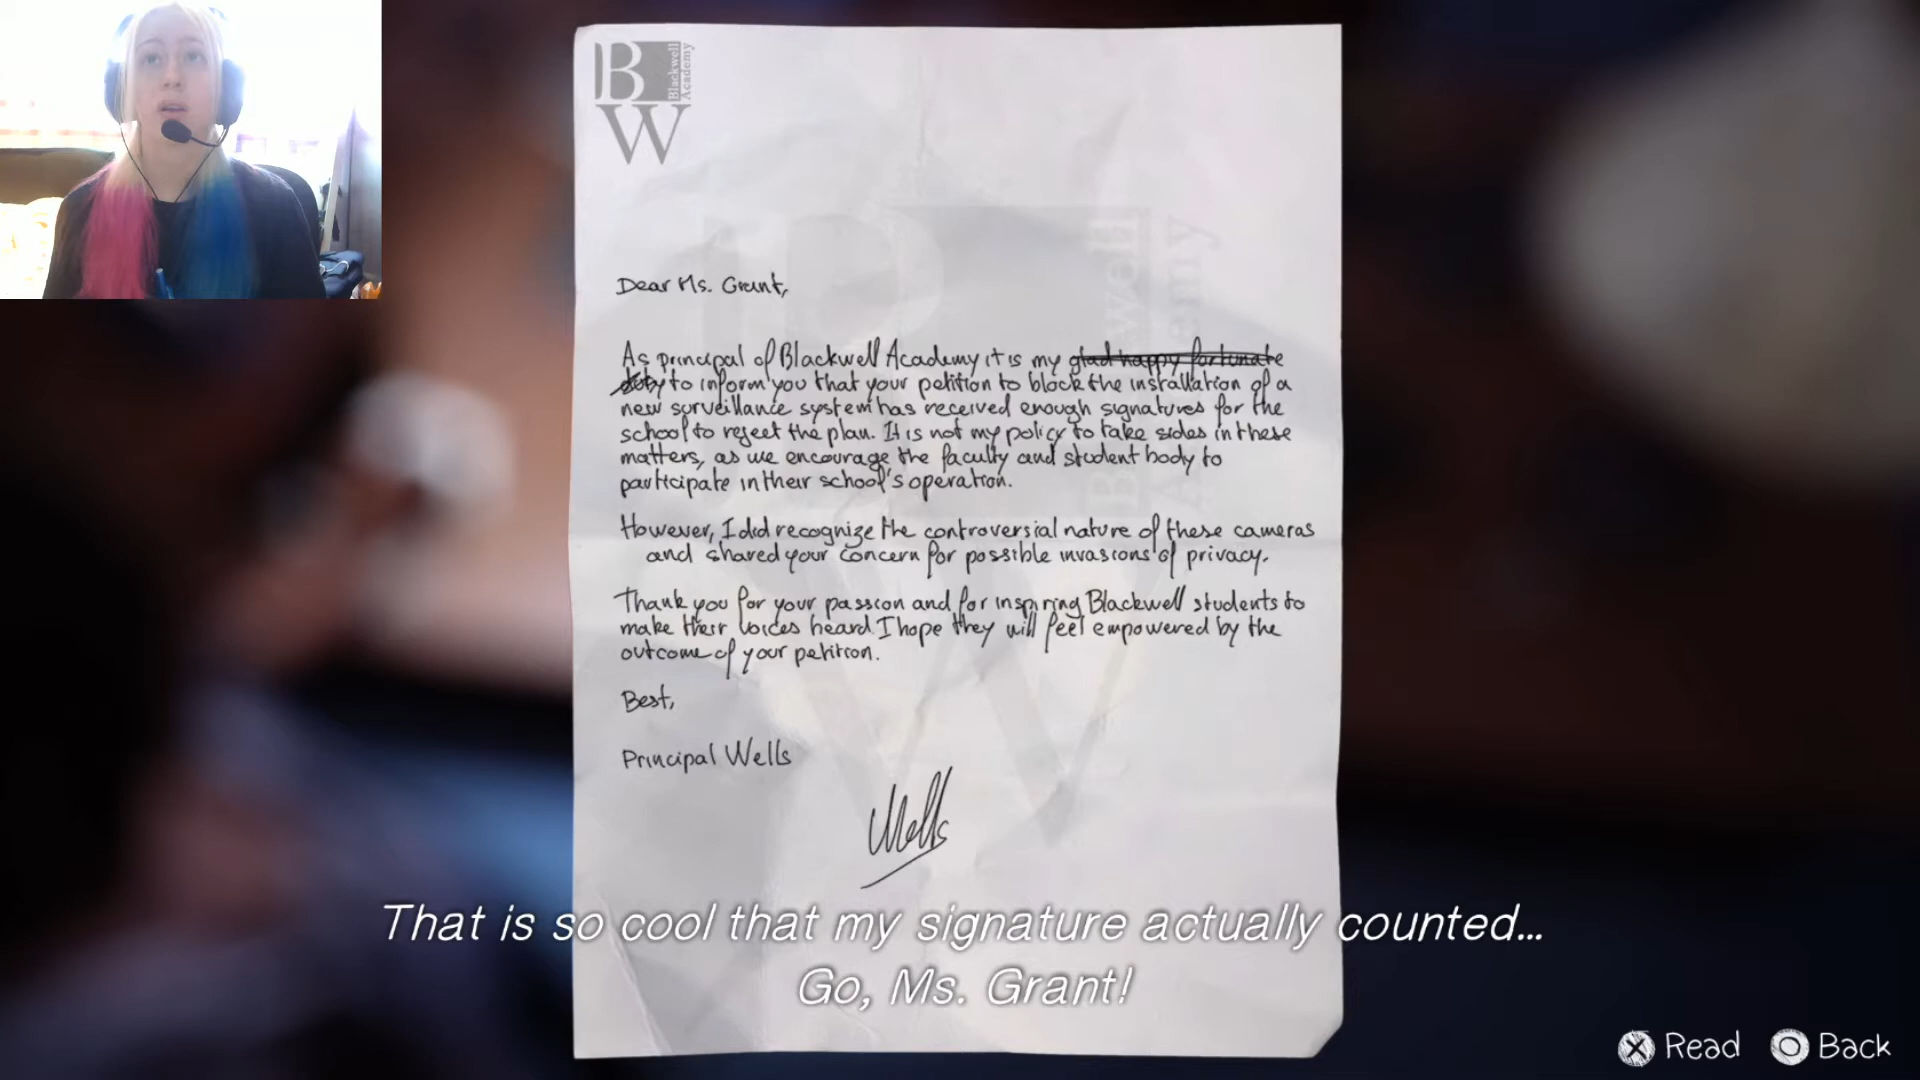 B
Blackwell
Academy
W
Dear Ms. Grant,
As principal of Blackwell Academy it is my glad happy fortunate
duty to inform you that your petition to block the installation of a
new surveillance system has received enough signatures for the
school to reject the plan. It is not my policy to take sides in these
matters, as we encourage the faculty and student body to
participate in their school's operation.
However, I did recognize the controversial nature of these cameras
and shared your concern for possible invasions of privacy.
Thank you for your passion and for inspiring Blackwell students to
make their voices heard. I hope they will feel empowered by the
outcome of your petition.
Best,
Principal Wells
Wells
That is so cool that my signature actually counted...
Go, Ms. Grant!
Read Back